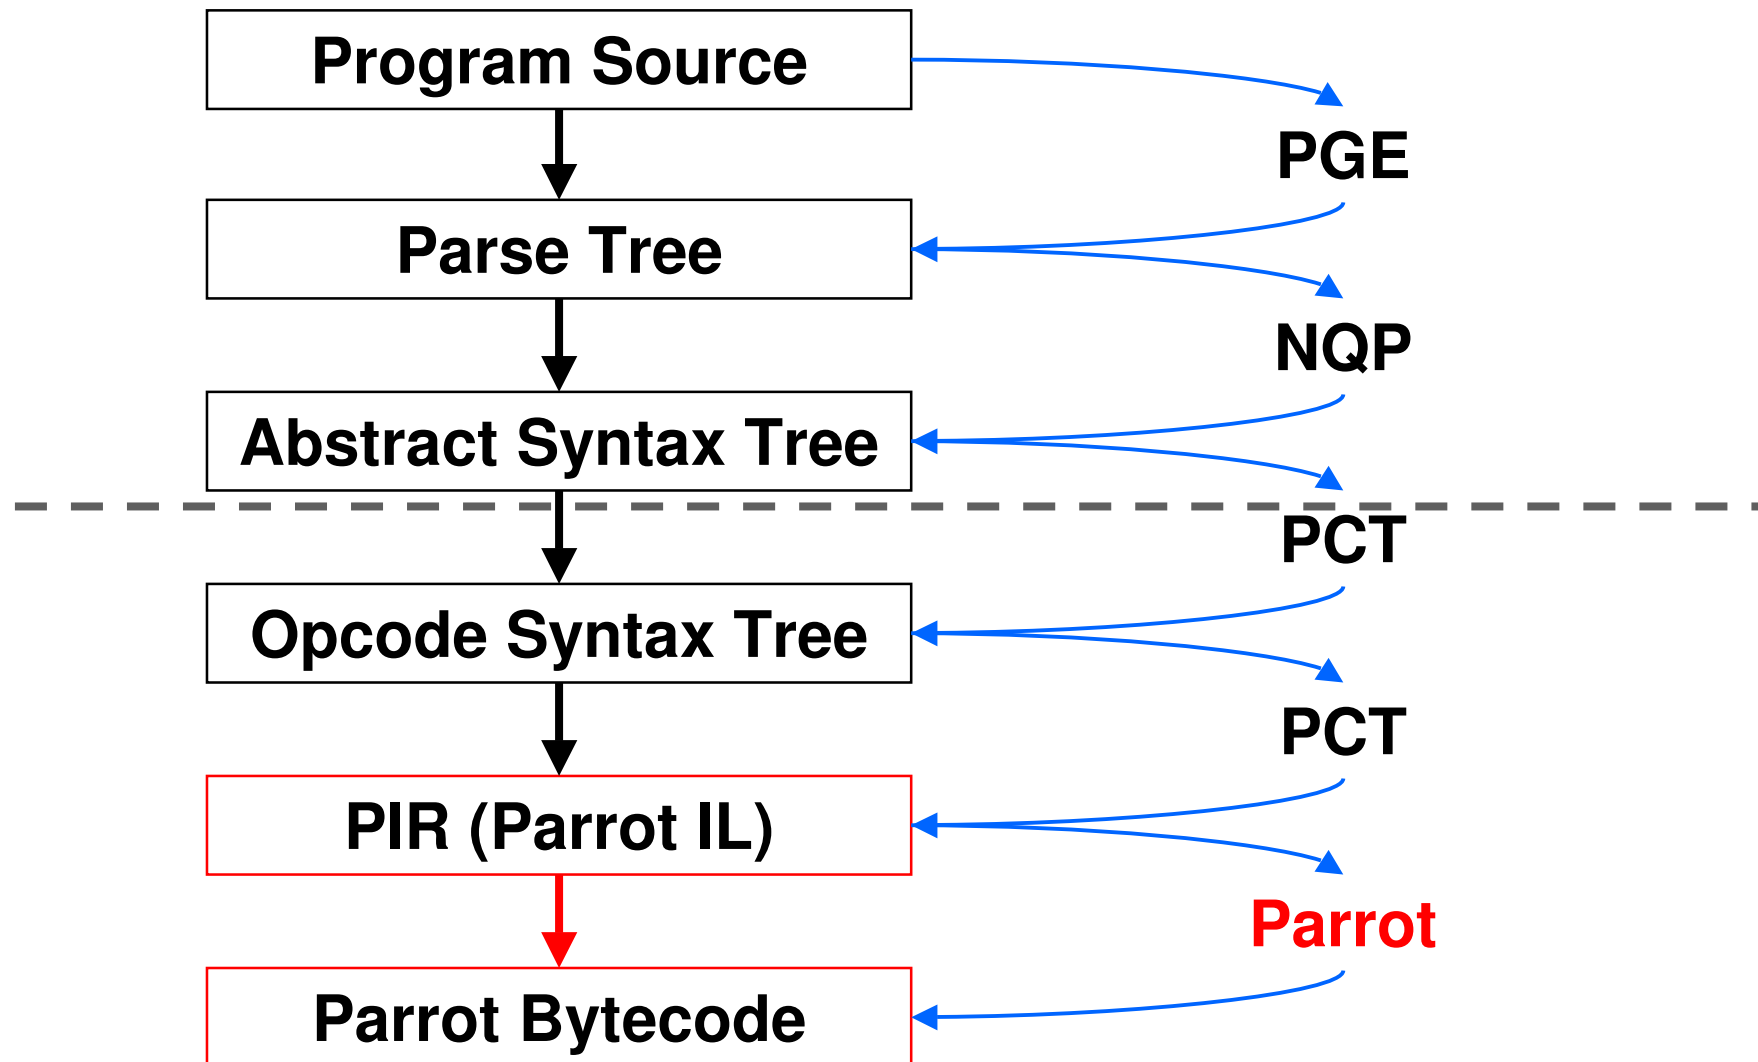 Program Source
PGE
Parse Tree
NQP
Abstract Syntax Tree
PCT
Opcode Syntax Tree
PCT
PIR (Parrot IL)
Parrot
Parrot Bytecode